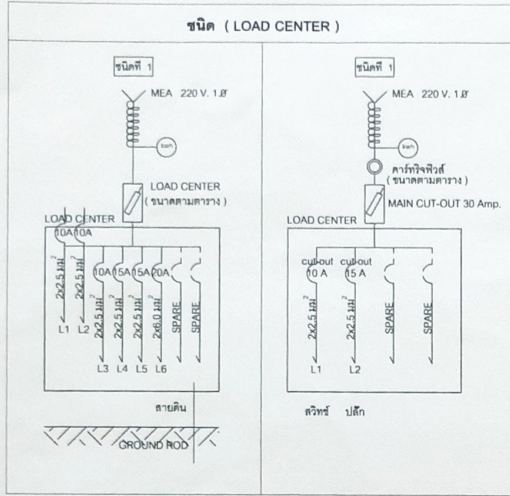 ชนิด ( LOAD CENTER )
ชนิดที่ 1
MEA 220 V. 1Ø
kwh
LOAD CENTER
( ขนาดตามตาราง )
LOAD CENTER
10A 10A
10A 15A 15A 20A
2x2.5 มม² 2x2.5 มม² 2x2.5 มม² 2x2.5 มม² 2x2.5 มม² 2x6.0 มม² SPARE SPARE
L1 L2
L3 L4 L5 L6
สายดิน
GROUND ROD
ชนิดที่ 1
MEA 220 V. 1Ø
kwh
คาร์ทริจฟิวส์
( ขนาดตามตาราง )
MAIN CUT-OUT 30 Amp.
LOAD CENTER
cut-out cut-out
10 A 15 A
2x2.5 มม² 2x2.5 มม² SPARE SPARE
L1 L2
สวิทช์ ปลั๊ก